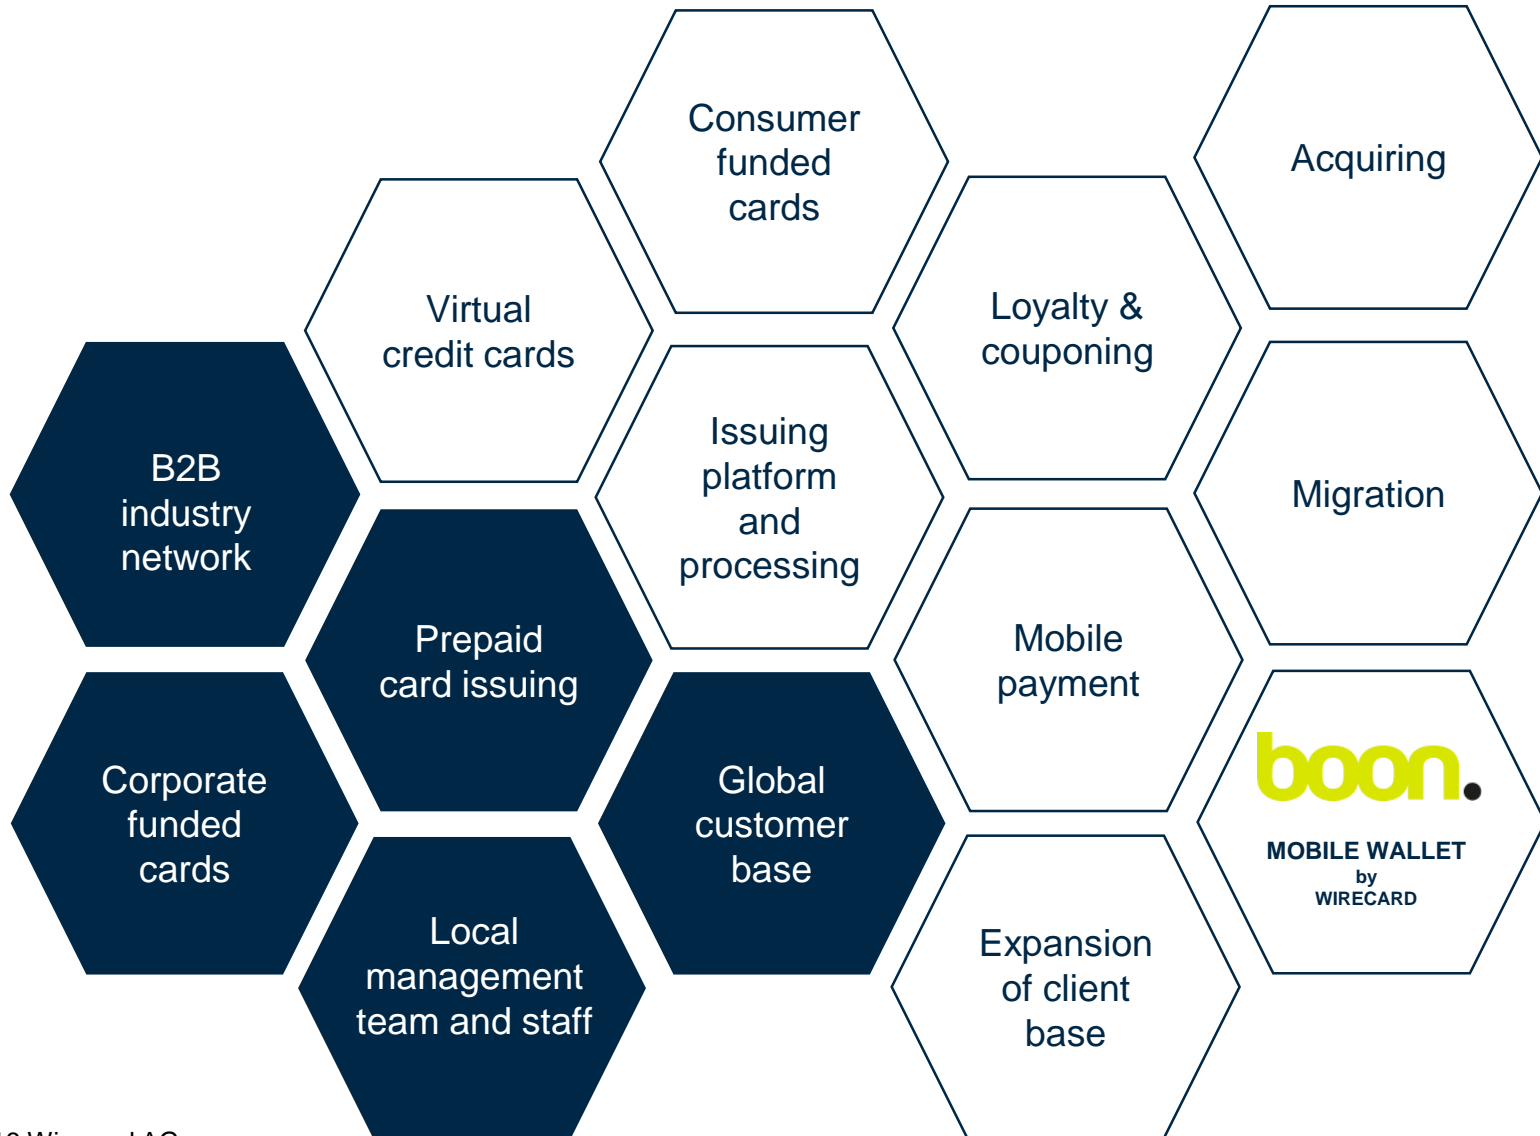 Consumer
funded
cards
Acquiring
Virtual
credit cards
Loyalty &
couponing
B2B
industry
network
Issuing
platform
and
processing
Migration
Prepaid
card issuing
Mobile
payment
Corporate
funded
cards
Global
customer
base
boon.
MOBILE WALLET
by
WIRECARD
Local
management
team and staff
Expansion
of client
base